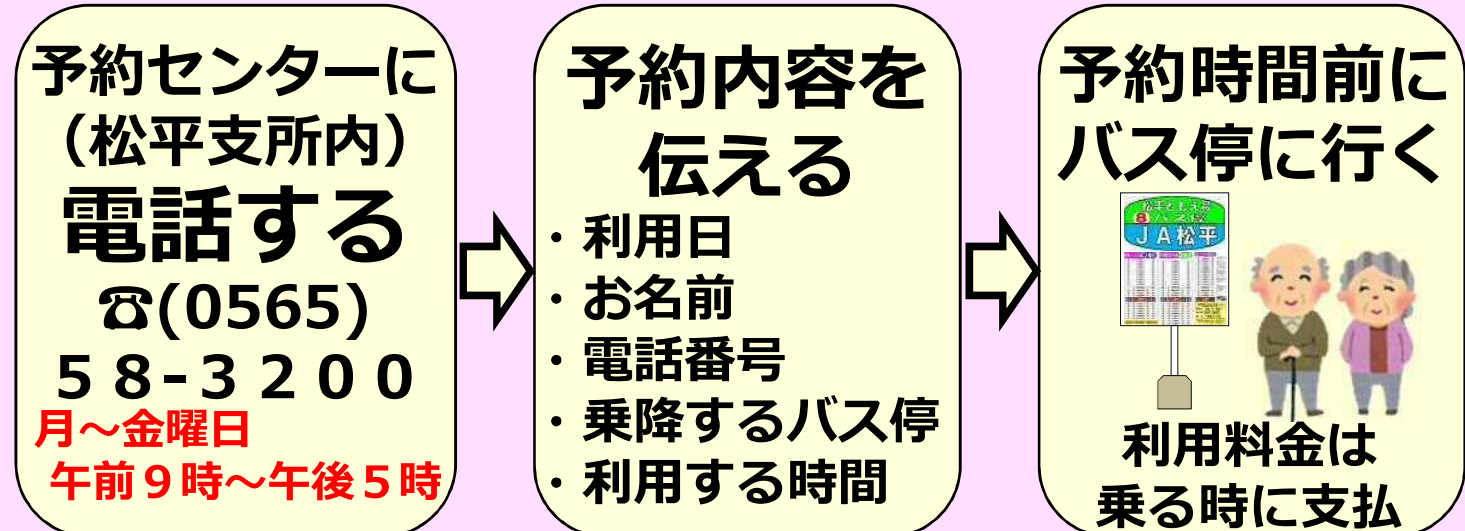 予約センターに
（松平支所内）
電話する
☎(0565)
５８-３２００
月～金曜日
午前９時～午後５時
予約内容を
伝える
・利用日
・お名前
・電話番号
・乗降するバス停
・利用する時間
予約時間前に
バス停に行く
8 バス停
ＪＡ松平
利用料金は
乗る時に支払